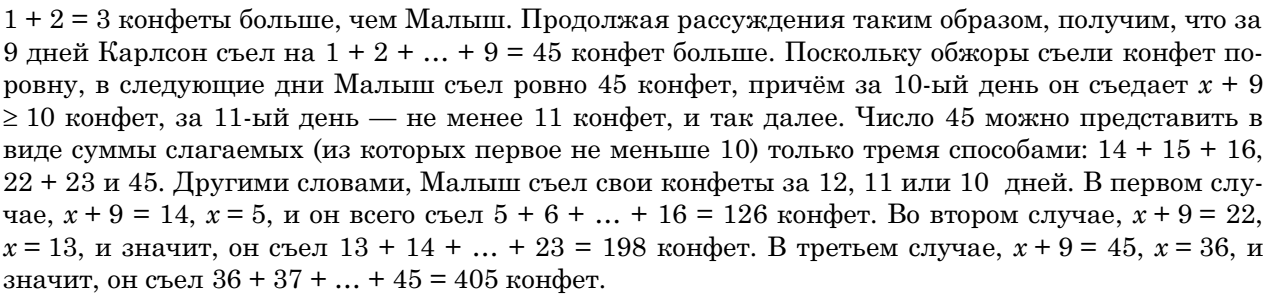 1 + 2 = 3 конфеты больше, чем Малыш. Продолжая рассуждения таким образом, получим, что за
9 дней Карлсон съел на 1 + 2 + … + 9 = 45 конфет больше. Поскольку обжоры съели конфет по-
ровну, в следующие дни Малыш съел ровно 45 конфет, причём за 10-ый день он съедает x + 9
≥ 10 конфет, за 11-ый день — не менее 11 конфет, и так далее. Число 45 можно представить в
виде суммы слагаемых (из которых первое не меньше 10) только тремя способами: 14 + 15 + 16,
22 + 23 и 45. Другими словами, Малыш съел свои конфеты за 12, 11 или 10 дней. В первом слу-
чае, x + 9 = 14, x = 5, и он всего съел 5 + 6 + … + 16 = 126 конфет. Во втором случае, x + 9 = 22,
x = 13, и значит, он съел 13 + 14 + … + 23 = 198 конфет. В третьем случае, x + 9 = 45, x = 36, и
значит, он съел 36 + 37 + … + 45 = 405 конфет.